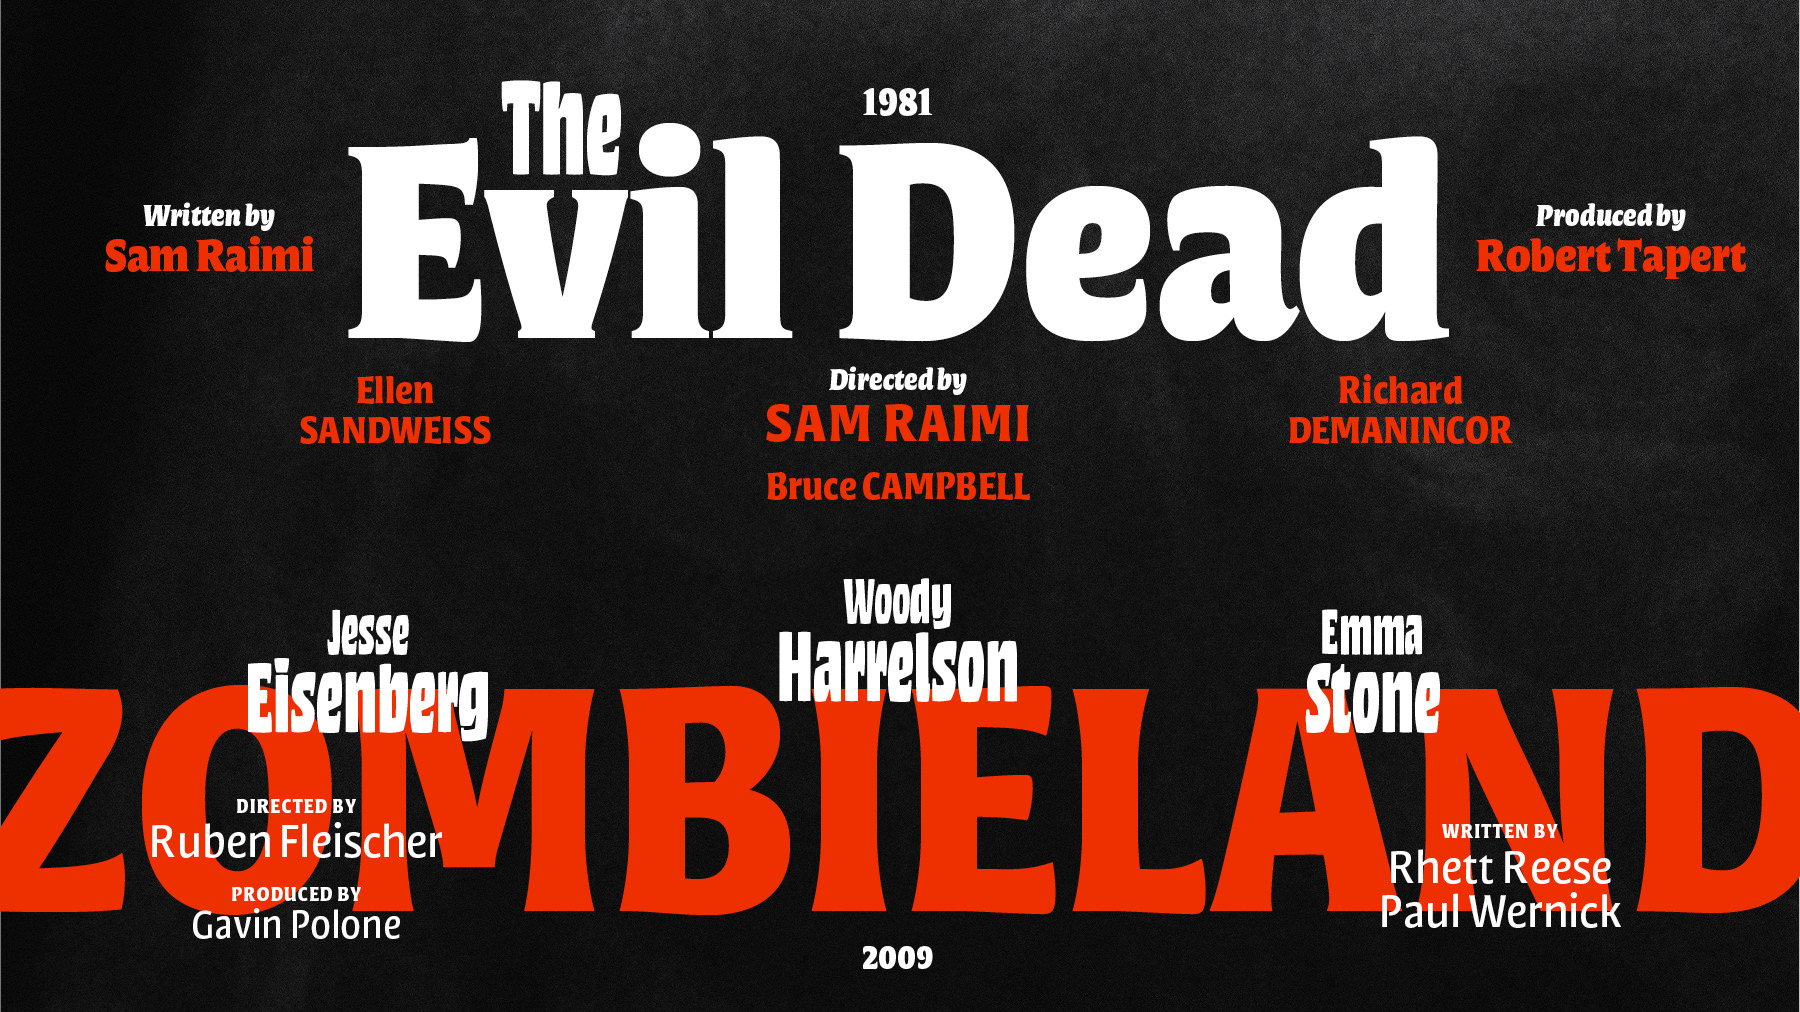 The
1981
Evil Dead
Written by
Sam Raimi
Produced by
Robert Tapert
Ellen
SANDWEISS
Directed by
SAM RAIMI
Bruce CAMPBELL
Richard
DEMANINCOR
Jesse
Eisenberg
Woody
Harrelson
Emma
Stone
ZOMBIELAND
DIRECTED BY
Ruben Fleischer
PRODUCED BY
Gavin Polone
WRITTEN BY
Rhett Reese
Paul Wernick
2009